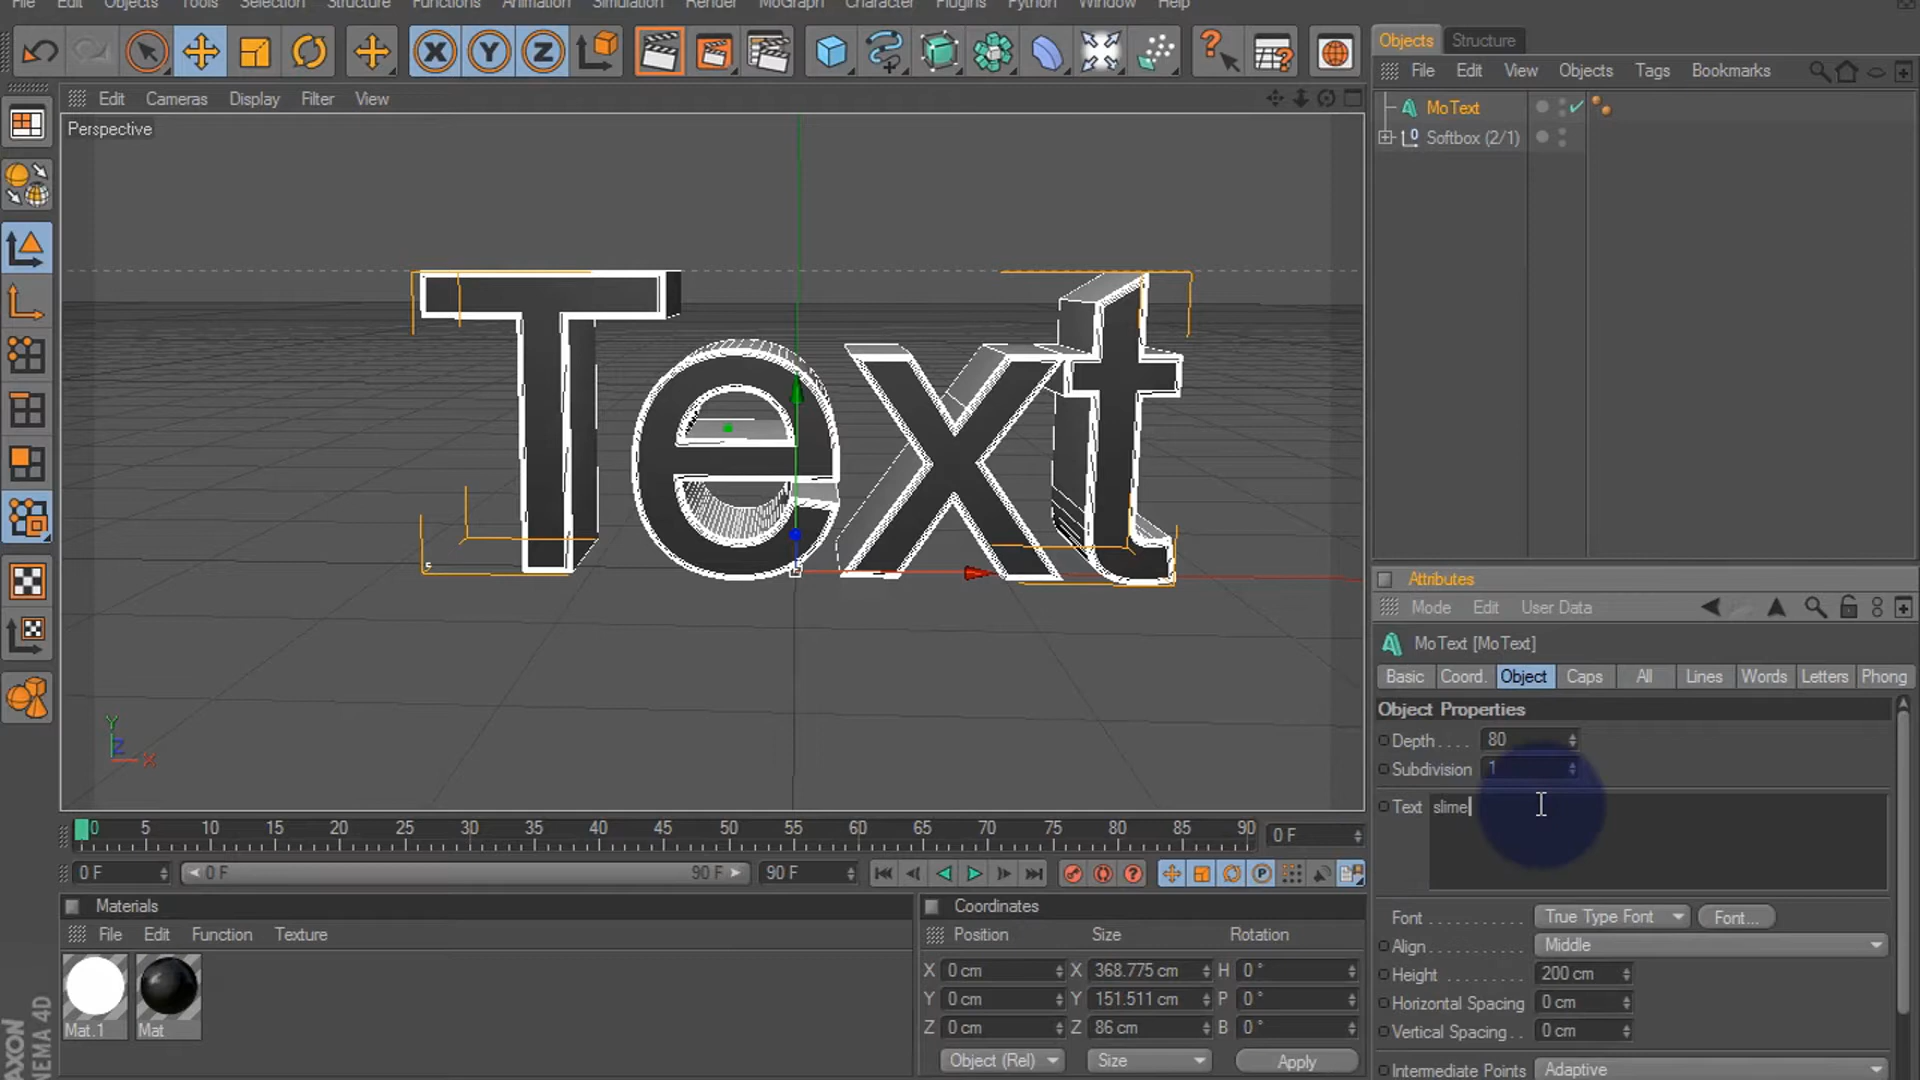 File Edit Objects Tools Selection Structure Functions Animation Simulation Render MoGraph Character Plugins Python Window Help
X Y Z
Objects Structure
File Edit View Objects Tags Bookmarks
MoText
Softbox (2/1)
Edit Cameras Display Filter View
Perspective
Text
Y
Z
X
Attributes
Mode Edit User Data
MoText [MoText]
Basic Coord. Object Caps All Lines Words Letters Phong
Object Properties
Depth.... 80
Subdivision 1
Text slime
Font True Type Font Font...
Align Middle
Height 200 cm
Horizontal Spacing 0 cm
Vertical Spacing.. 0 cm
Intermediate Points Adaptive
0 5 10 15 20 25 30 35 40 45 50 55 60 65 70 75 80 85 90 0 F
0 F 0 F 90 F 90 F
Materials
File Edit Function Texture
Mat.1 Mat
Coordinates
Position Size Rotation
X 0 cm X 368.775 cm H 0 °
Y 0 cm Y 151.511 cm P 0 °
Z 0 cm Z 86 cm B 0 °
Object (Rel) Size Apply
AXON
NEMA 4D